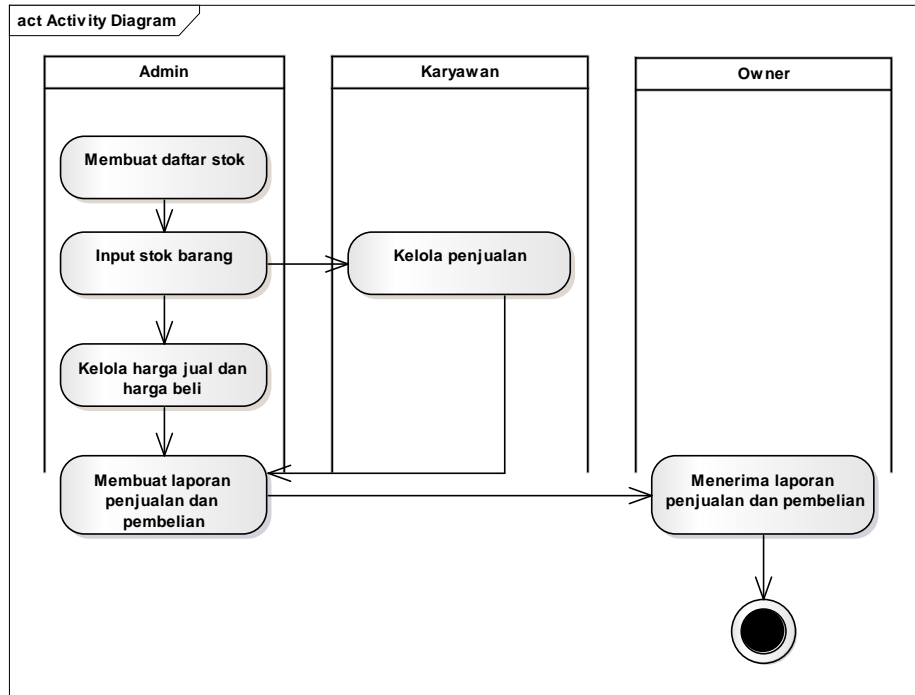 act Activity Diagram
Admin
Karyawan
Owner
Membuat daftar stok
Input stok barang
Kelola penjualan
Kelola harga jual dan
harga beli
Membuat laporan
penjualan dan
pembelian
Menerima laporan
penjualan dan pembelian